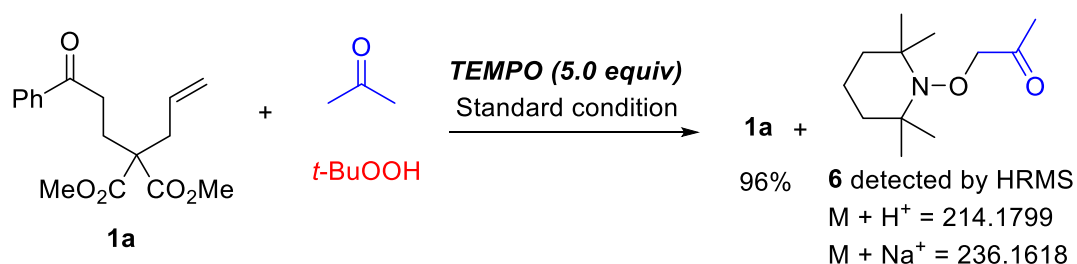 O
Ph
MeO2C
CO2Me
1a
+
O
t-BuOOH
TEMPO (5.0 equiv)
Standard condition
1a +
96%
N
O
O
6 detected by HRMS
M + H+ = 214.1799
M + Na+ = 236.1618